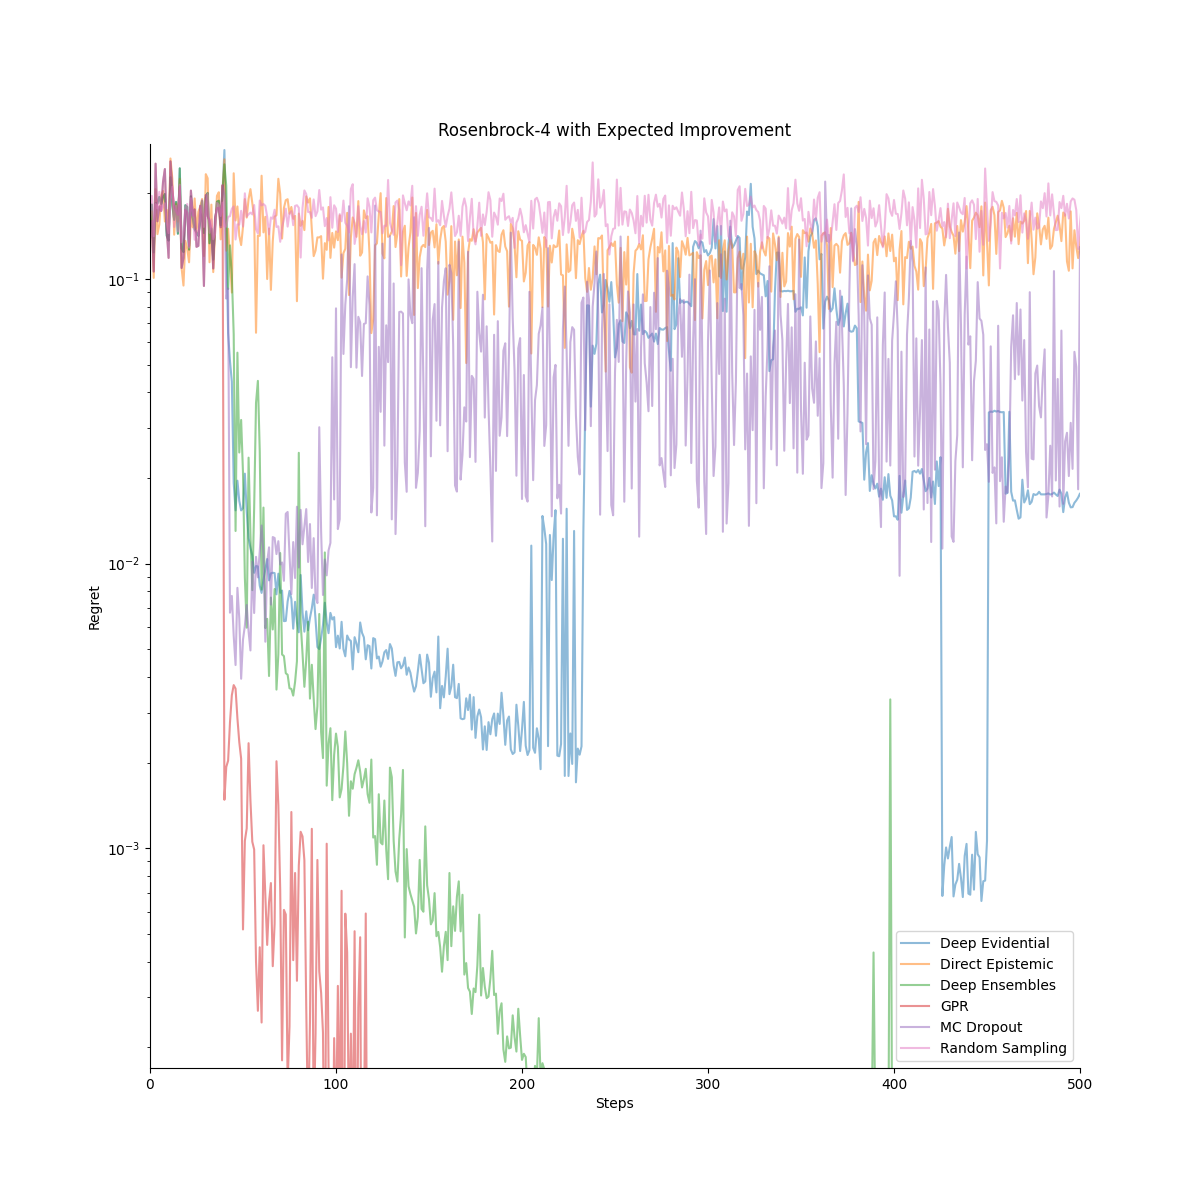 Rosenbrock-4 with Expected Improvement
10⁻¹
10⁻²
10⁻³
Regret
0 100 200 300 400 500
Steps
Deep Evidential
Direct Epistemic
Deep Ensembles
GPR
MC Dropout
Random Sampling